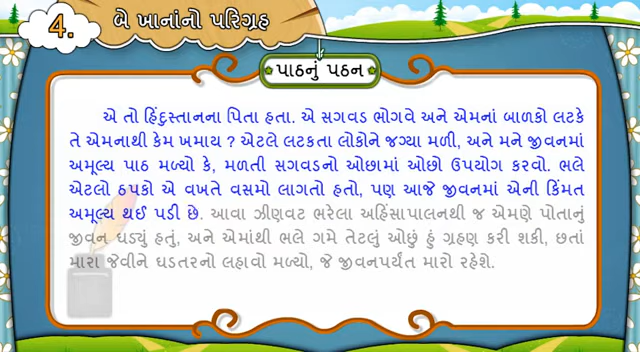 4.
બે ખાનાંનો પરિગ્રહ
પાઠનું પઠન
એ તો હિંદુસ્તાનના પિતા હતા. એ સગવડ ભોગવે અને એમનાં બાળકો લટકે
તે એમનાથી કેમ ખમાય ? એટલે લટકતા લોકોને જગ્યા મળી, અને મને જીવનમાં
અમૂલ્ય પાઠ મળ્યો કે, મળતી સગવડનો ઓછામાં ઓછો ઉપયોગ કરવો. ભલે
એટલો ઠપકો એ વખતે વસમો લાગતો હતો, પણ આજે જીવનમાં એની કિંમત
અમૂલ્ય થઈ પડી છે. આવા ઝીણવટ ભરેલા અહિંસાપાલનથી જ એમણે પોતાનું
જીવન ઘડ્યું હતું, અને એમાંથી ભલે ગમે તેટલું ઓછું હું ગ્રહણ કરી શકી, છતાં
મારા જેવીને ઘડતરનો લહાવો મળ્યો, જે જીવનપર્યંત મારો રહેશે.